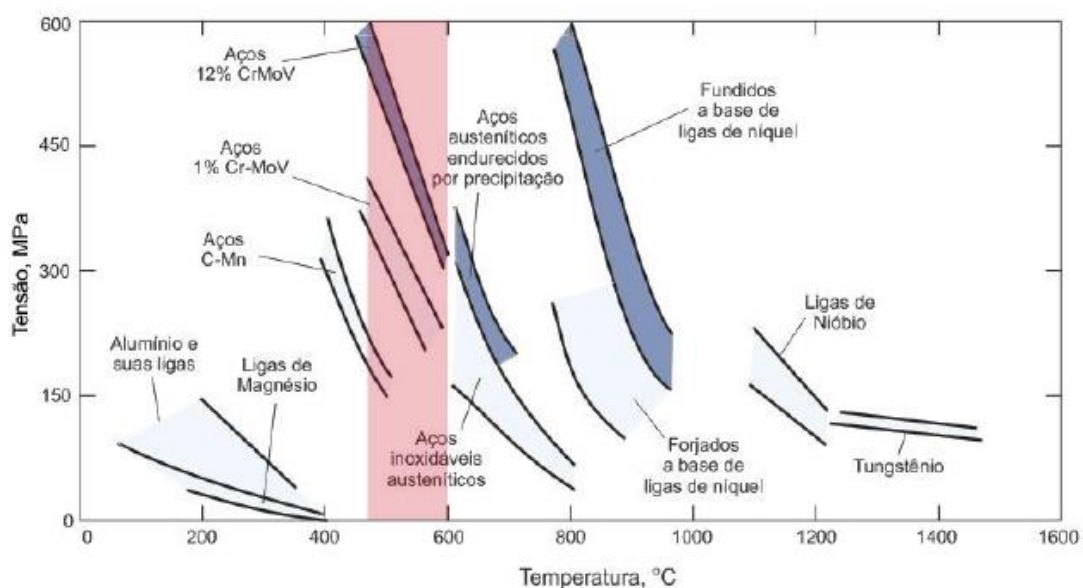 600
450
300
150
0
Tensão, MPa
Aços
12% CrMoV
Aços
1% Cr-MoV
Aços
C-Mn
Alumínio e
suas ligas
Ligas de
Magnésio
Aços
austeníticos
endurecidos
por precipitação
Aços
inoxidáveis
austeníticos
Fundidos
a base de
ligas de níquel
Forjados
a base de
ligas de níquel
Ligas de
Nióbio
Tungstênio
0 200 400 600 800 1000 1200 1400 1600
Temperatura, °C